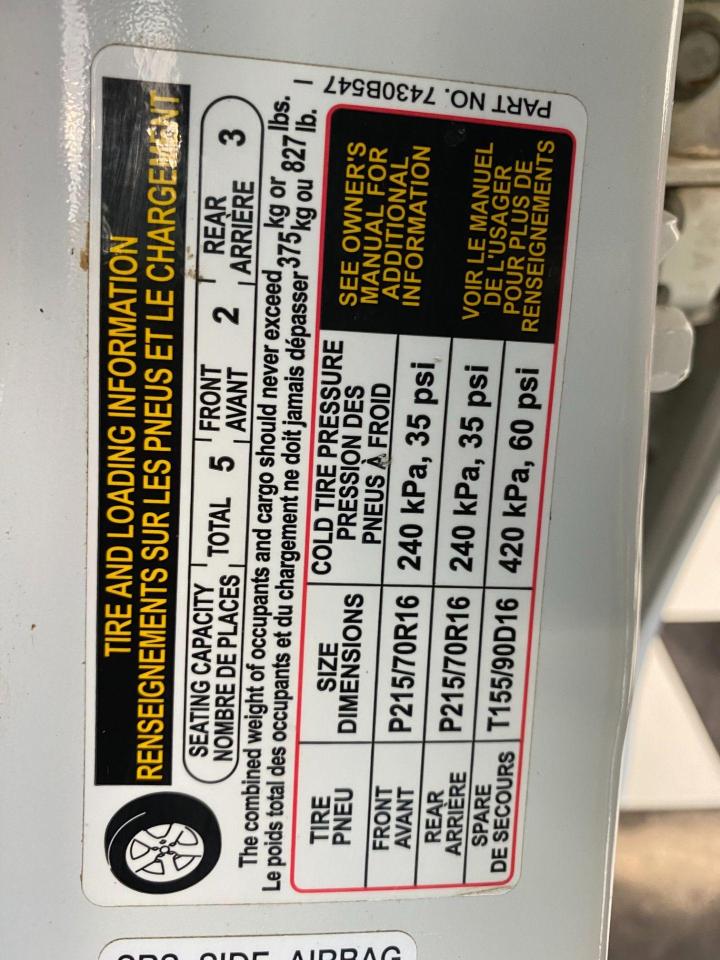 TIRE AND LOADING INFORMATION
RENSEIGNEMENTS SUR LES PNEUS ET LE CHARGEMENT
SEATING CAPACITY
NOMBRE DE PLACES
TOTAL 5
FRONT
AVANT
2
REAR
ARRIÈRE
3
The combined weight of occupants and cargo should never exceed 375 kg or 827 lbs.
Le poids total des occupants et du chargement ne doit jamais dépasser 375 kg ou 827 lb.
TIRE
PNEU
SIZE
DIMENSIONS
COLD TIRE PRESSURE
PRESSION DES
PNEUS À FROID
FRONT
AVANT
P215/70R16
240 kPa, 35 psi
REAR
ARRIÈRE
P215/70R16
240 kPa, 35 psi
SPARE
DE SECOURS
T155/90D16
420 kPa, 60 psi
SEE OWNER'S
MANUAL FOR
ADDITIONAL
INFORMATION
VOIR LE MANUEL
DE L'USAGER
POUR PLUS DE
RENSEIGNEMENTS
PART NO. 7430B547
SRS SIDE AIRBAG